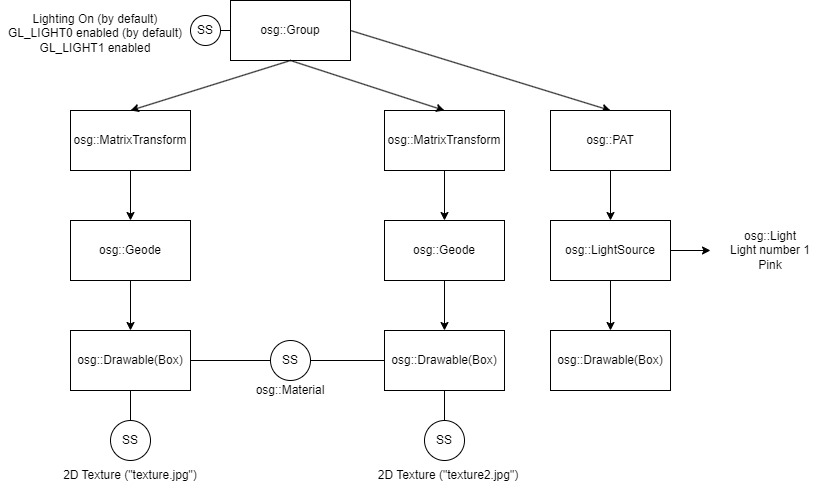 Lighting On (by default)
GL_LIGHT0 enabled (by default)
GL_LIGHT1 enabled
SS
osg::Group
osg::MatrixTransform
osg::MatrixTransform
osg::PAT
osg::Geode
osg::Geode
osg::LightSource
osg::Light
Light number 1
Pink
osg::Drawable(Box)
SS
osg::Material
osg::Drawable(Box)
osg::Drawable(Box)
SS
SS
2D Texture ("texture.jpg")
2D Texture ("texture2.jpg")